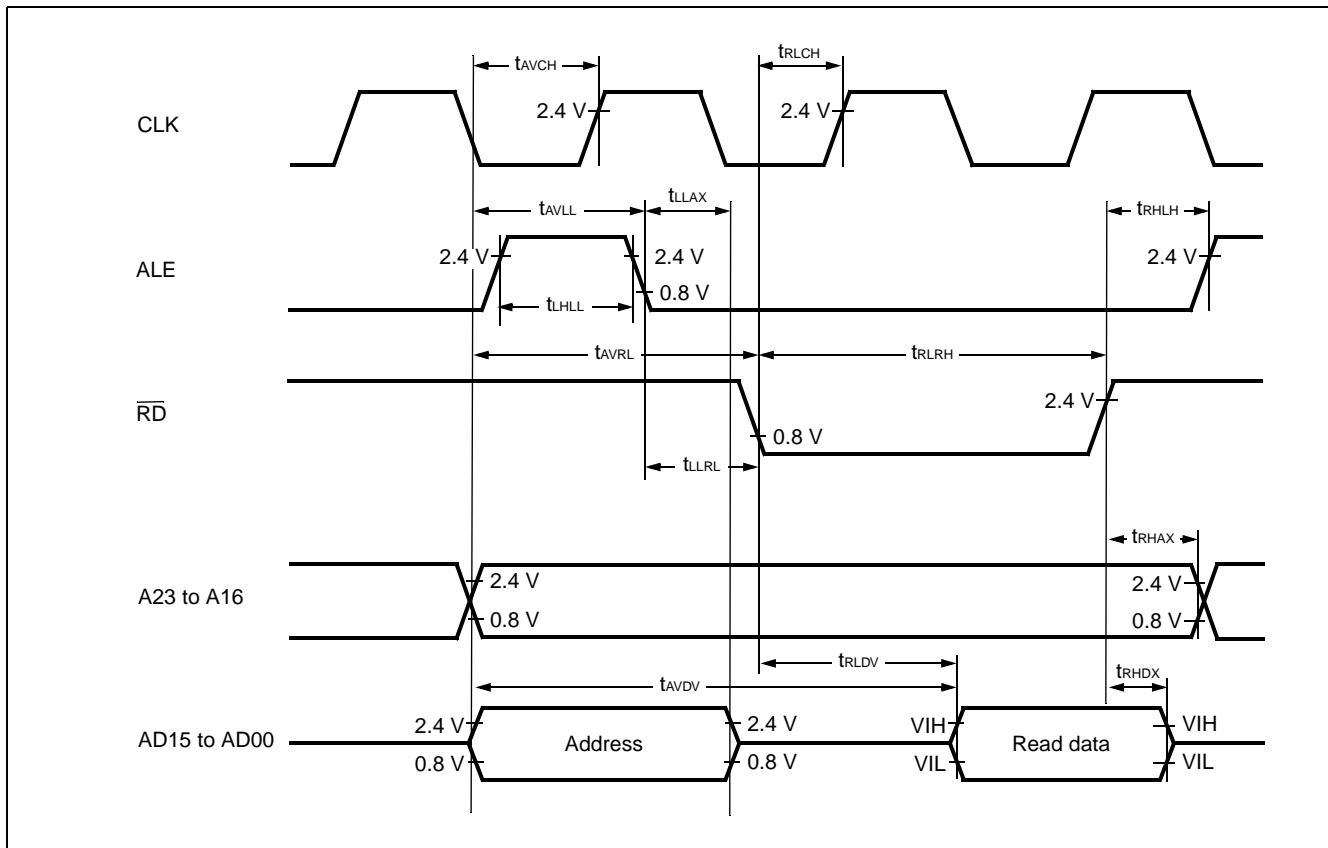 tAVCH
tRLCH
CLK
2.4 V
2.4 V
tAVLL
tLLAX
tRHLH
ALE
2.4 V
2.4 V
0.8 V
2.4 V
tLHLL
tAVRL
tRLRH
RD
0.8 V
2.4 V
tLLRL
tRHAX
A23 to A16
2.4 V
0.8 V
2.4 V
0.8 V
tRLDV
tAVDV
tRHDX
AD15 to AD00
2.4 V
0.8 V
Address
2.4 V
0.8 V
VIH
VIL
Read data
VIH
VIL